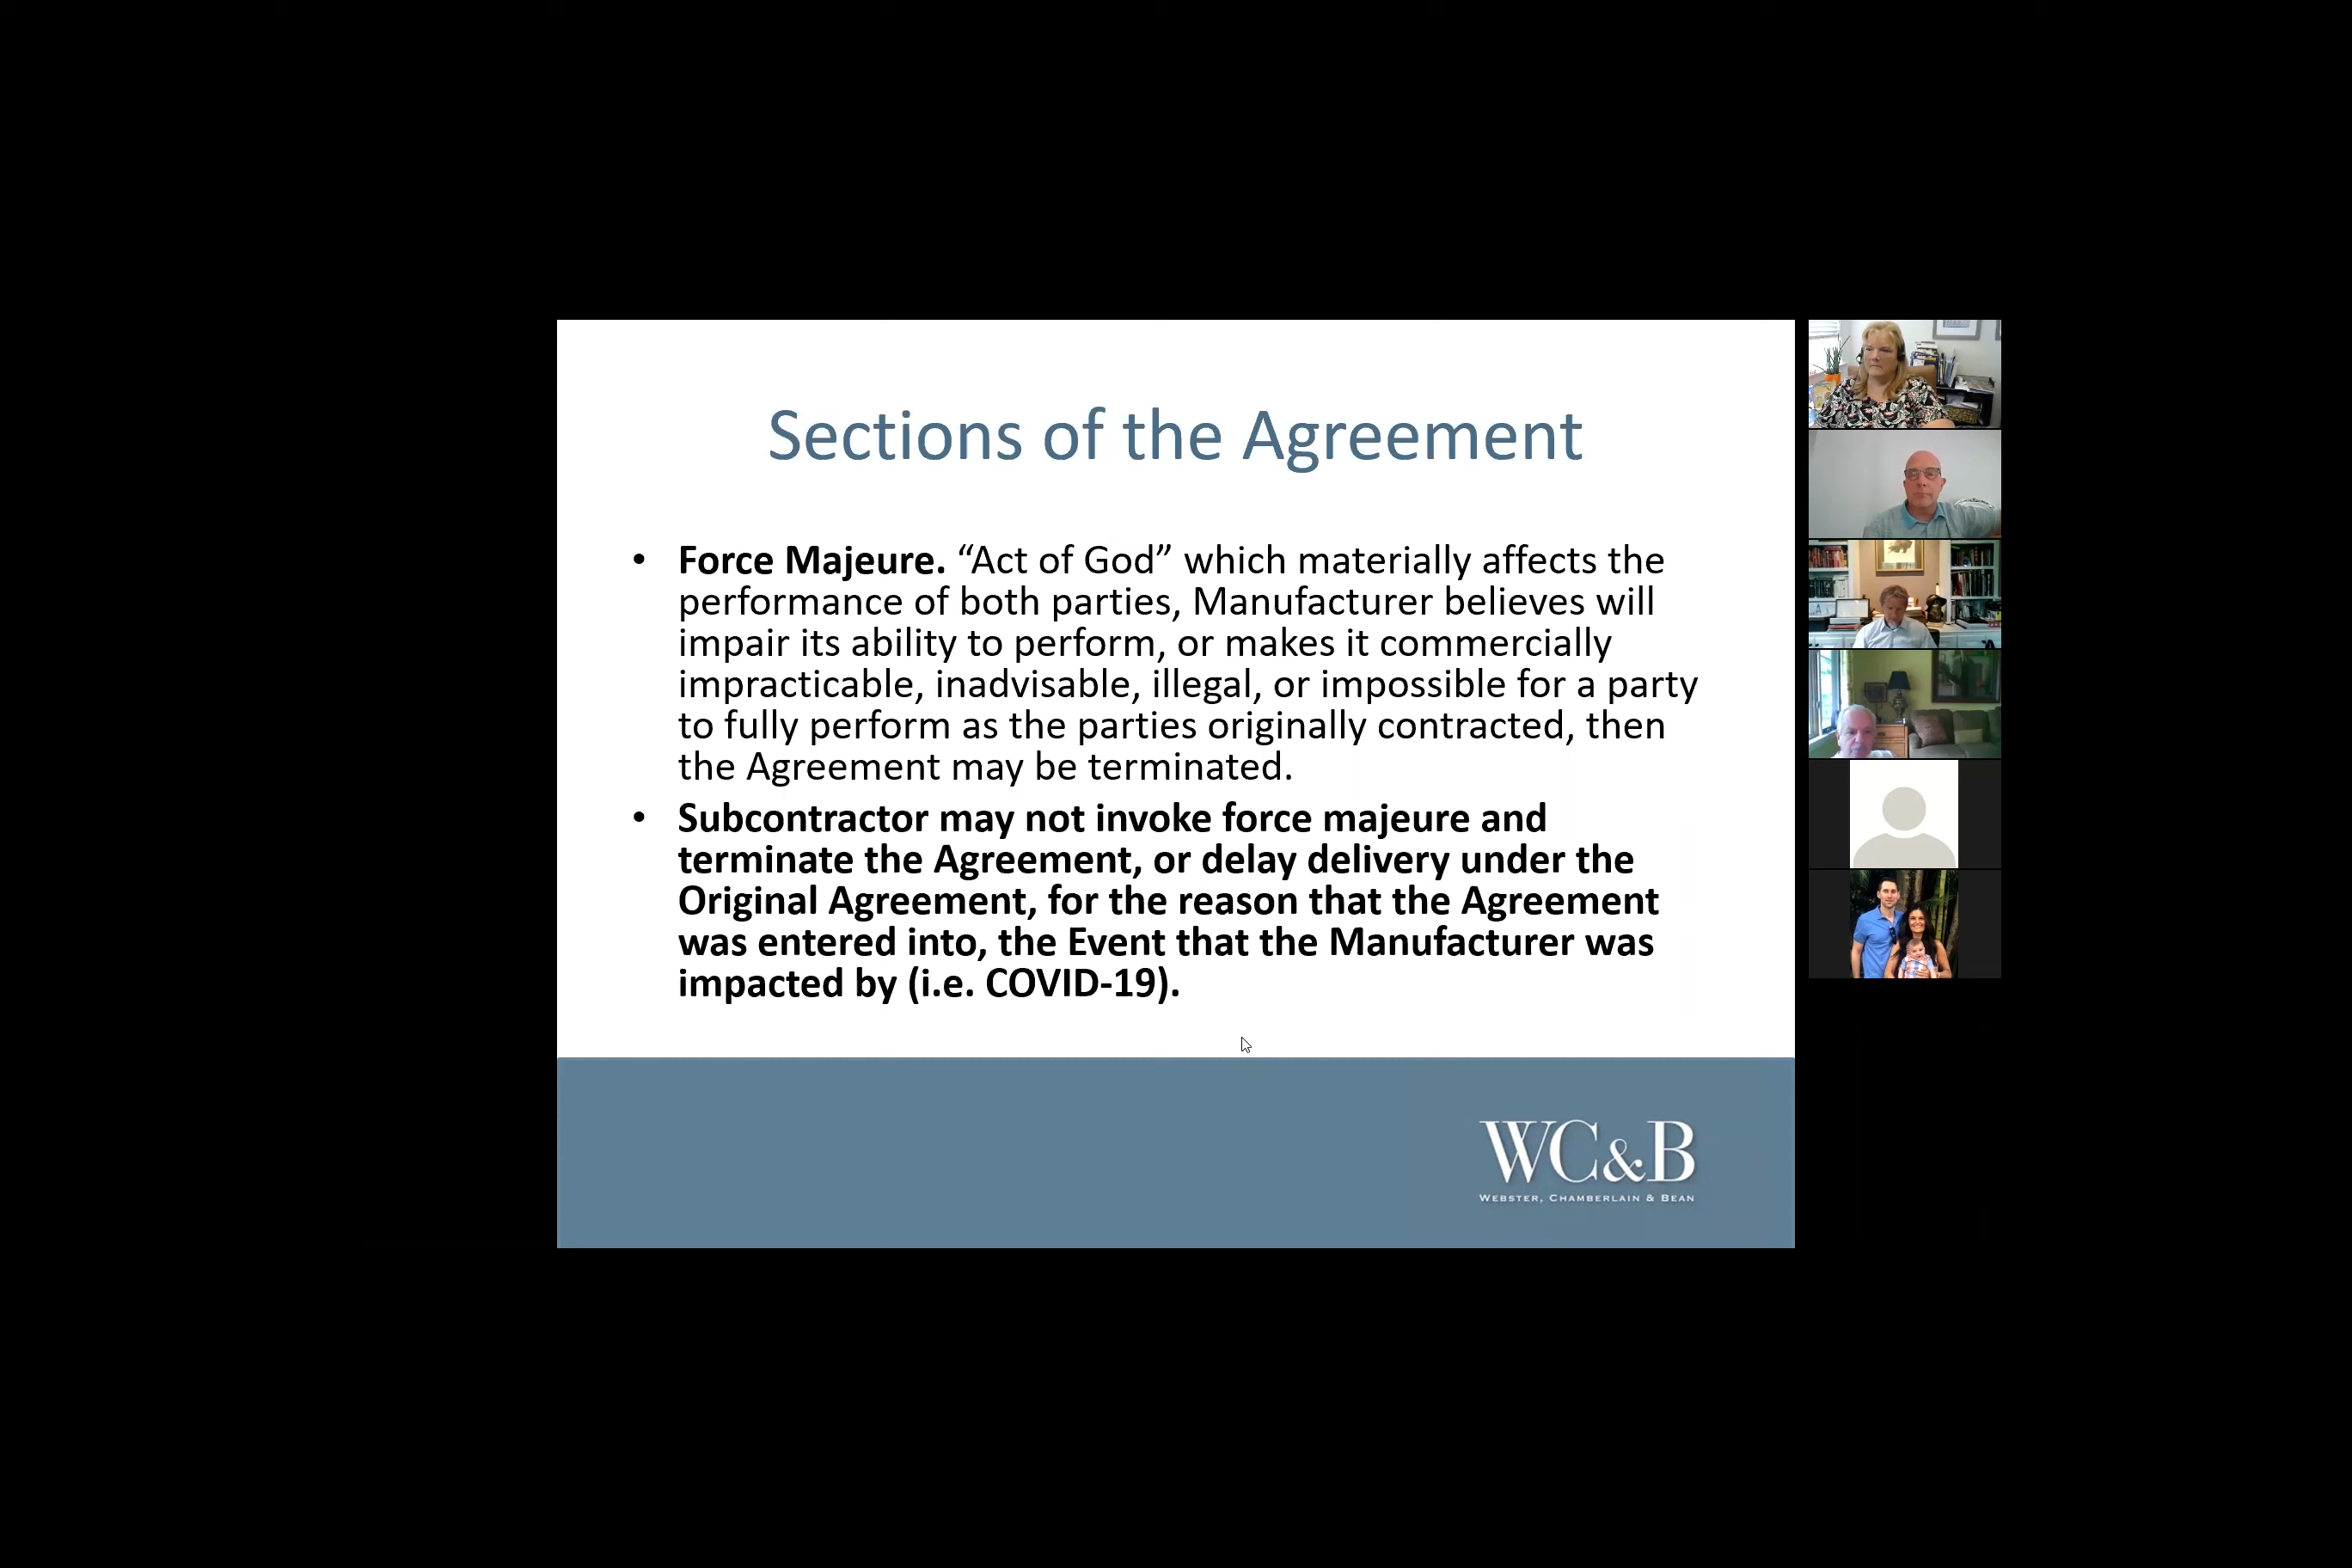 Sections of the Agreement
• Force Majeure. “Act of God” which materially affects the
performance of both parties, Manufacturer believes will
impair its ability to perform, or makes it commercially
impracticable, inadvisable, illegal, or impossible for a party
to fully perform as the parties originally contracted, then
the Agreement may be terminated.
• Subcontractor may not invoke force majeure and
terminate the Agreement, or delay delivery under the
Original Agreement, for the reason that the Agreement
was entered into, the Event that the Manufacturer was
impacted by (i.e. COVID-19).
WC&B
WEBSTER, CHAMBERLAIN & BEAN